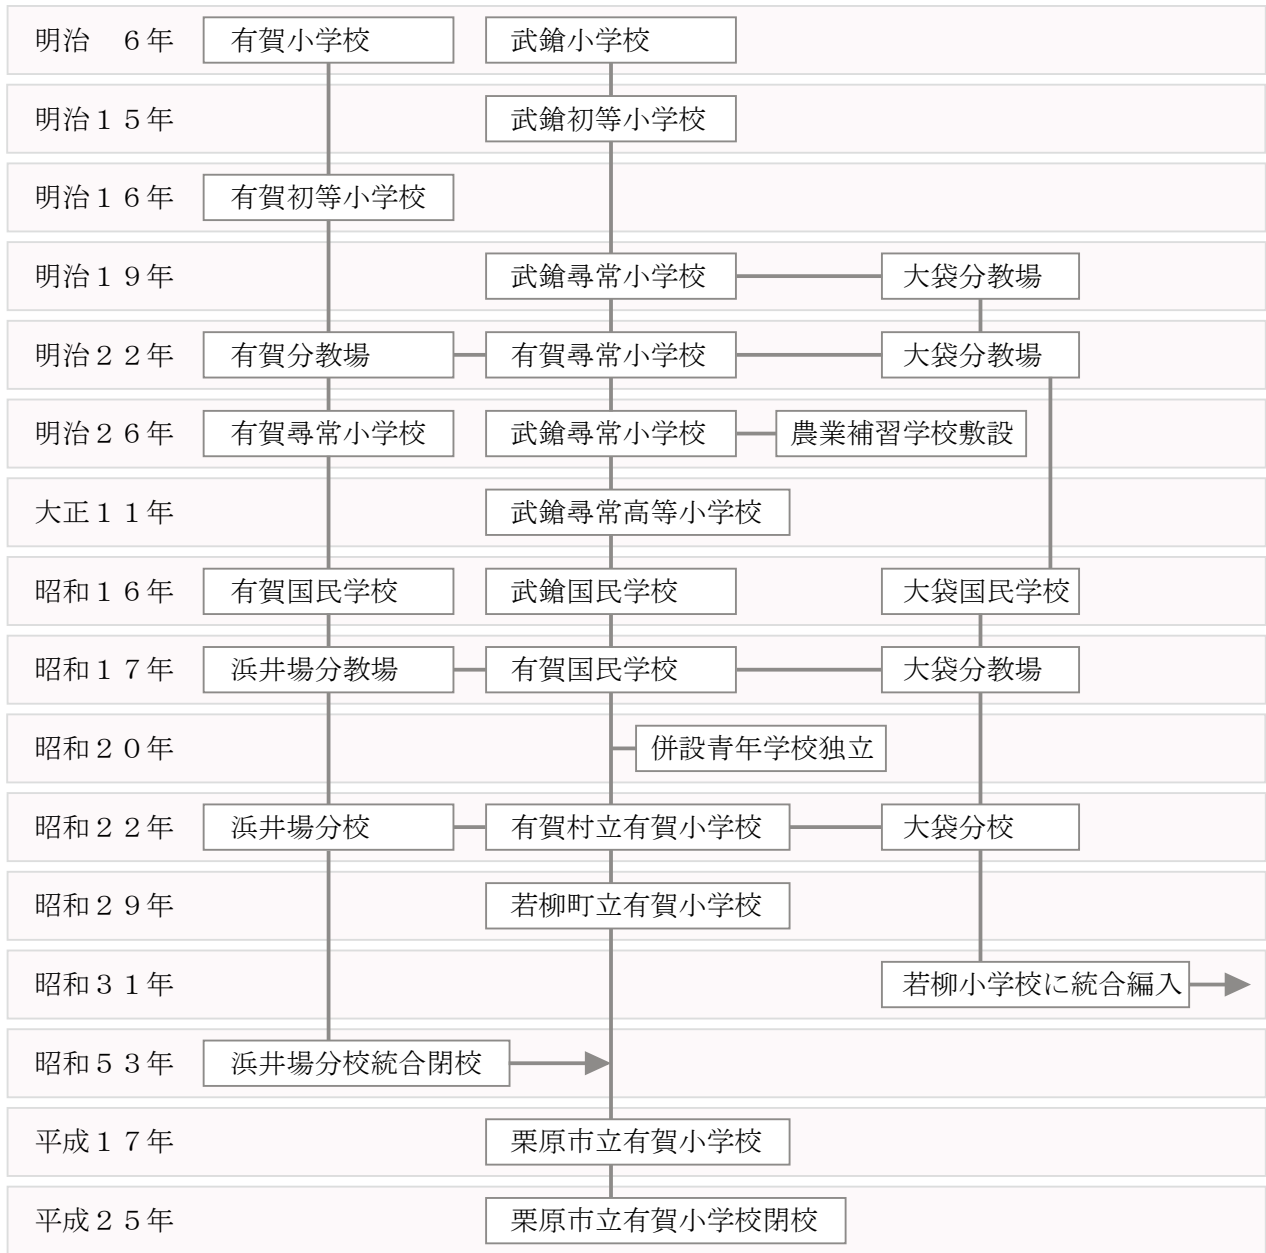 明治　６年 有賀小学校 武鎗小学校
明治１５年 武鎗初等小学校
明治１６年 有賀初等小学校
明治１９年 武鎗尋常小学校 大袋分教場
明治２２年 有賀分教場 有賀尋常小学校 大袋分教場
明治２６年 有賀尋常小学校 武鎗尋常小学校 農業補習学校敷設
大正１１年 武鎗尋常高等小学校
昭和１６年 有賀国民学校 武鎗国民学校 大袋国民学校
昭和１７年 浜井場分教場 有賀国民学校 大袋分教場
昭和２０年 併設青年学校独立
昭和２２年 浜井場分校 有賀村立有賀小学校 大袋分校
昭和２９年 若柳町立有賀小学校
昭和３１年 若柳小学校に統合編入
昭和５３年 浜井場分校統合閉校
平成１７年 栗原市立有賀小学校
平成２５年 栗原市立有賀小学校閉校